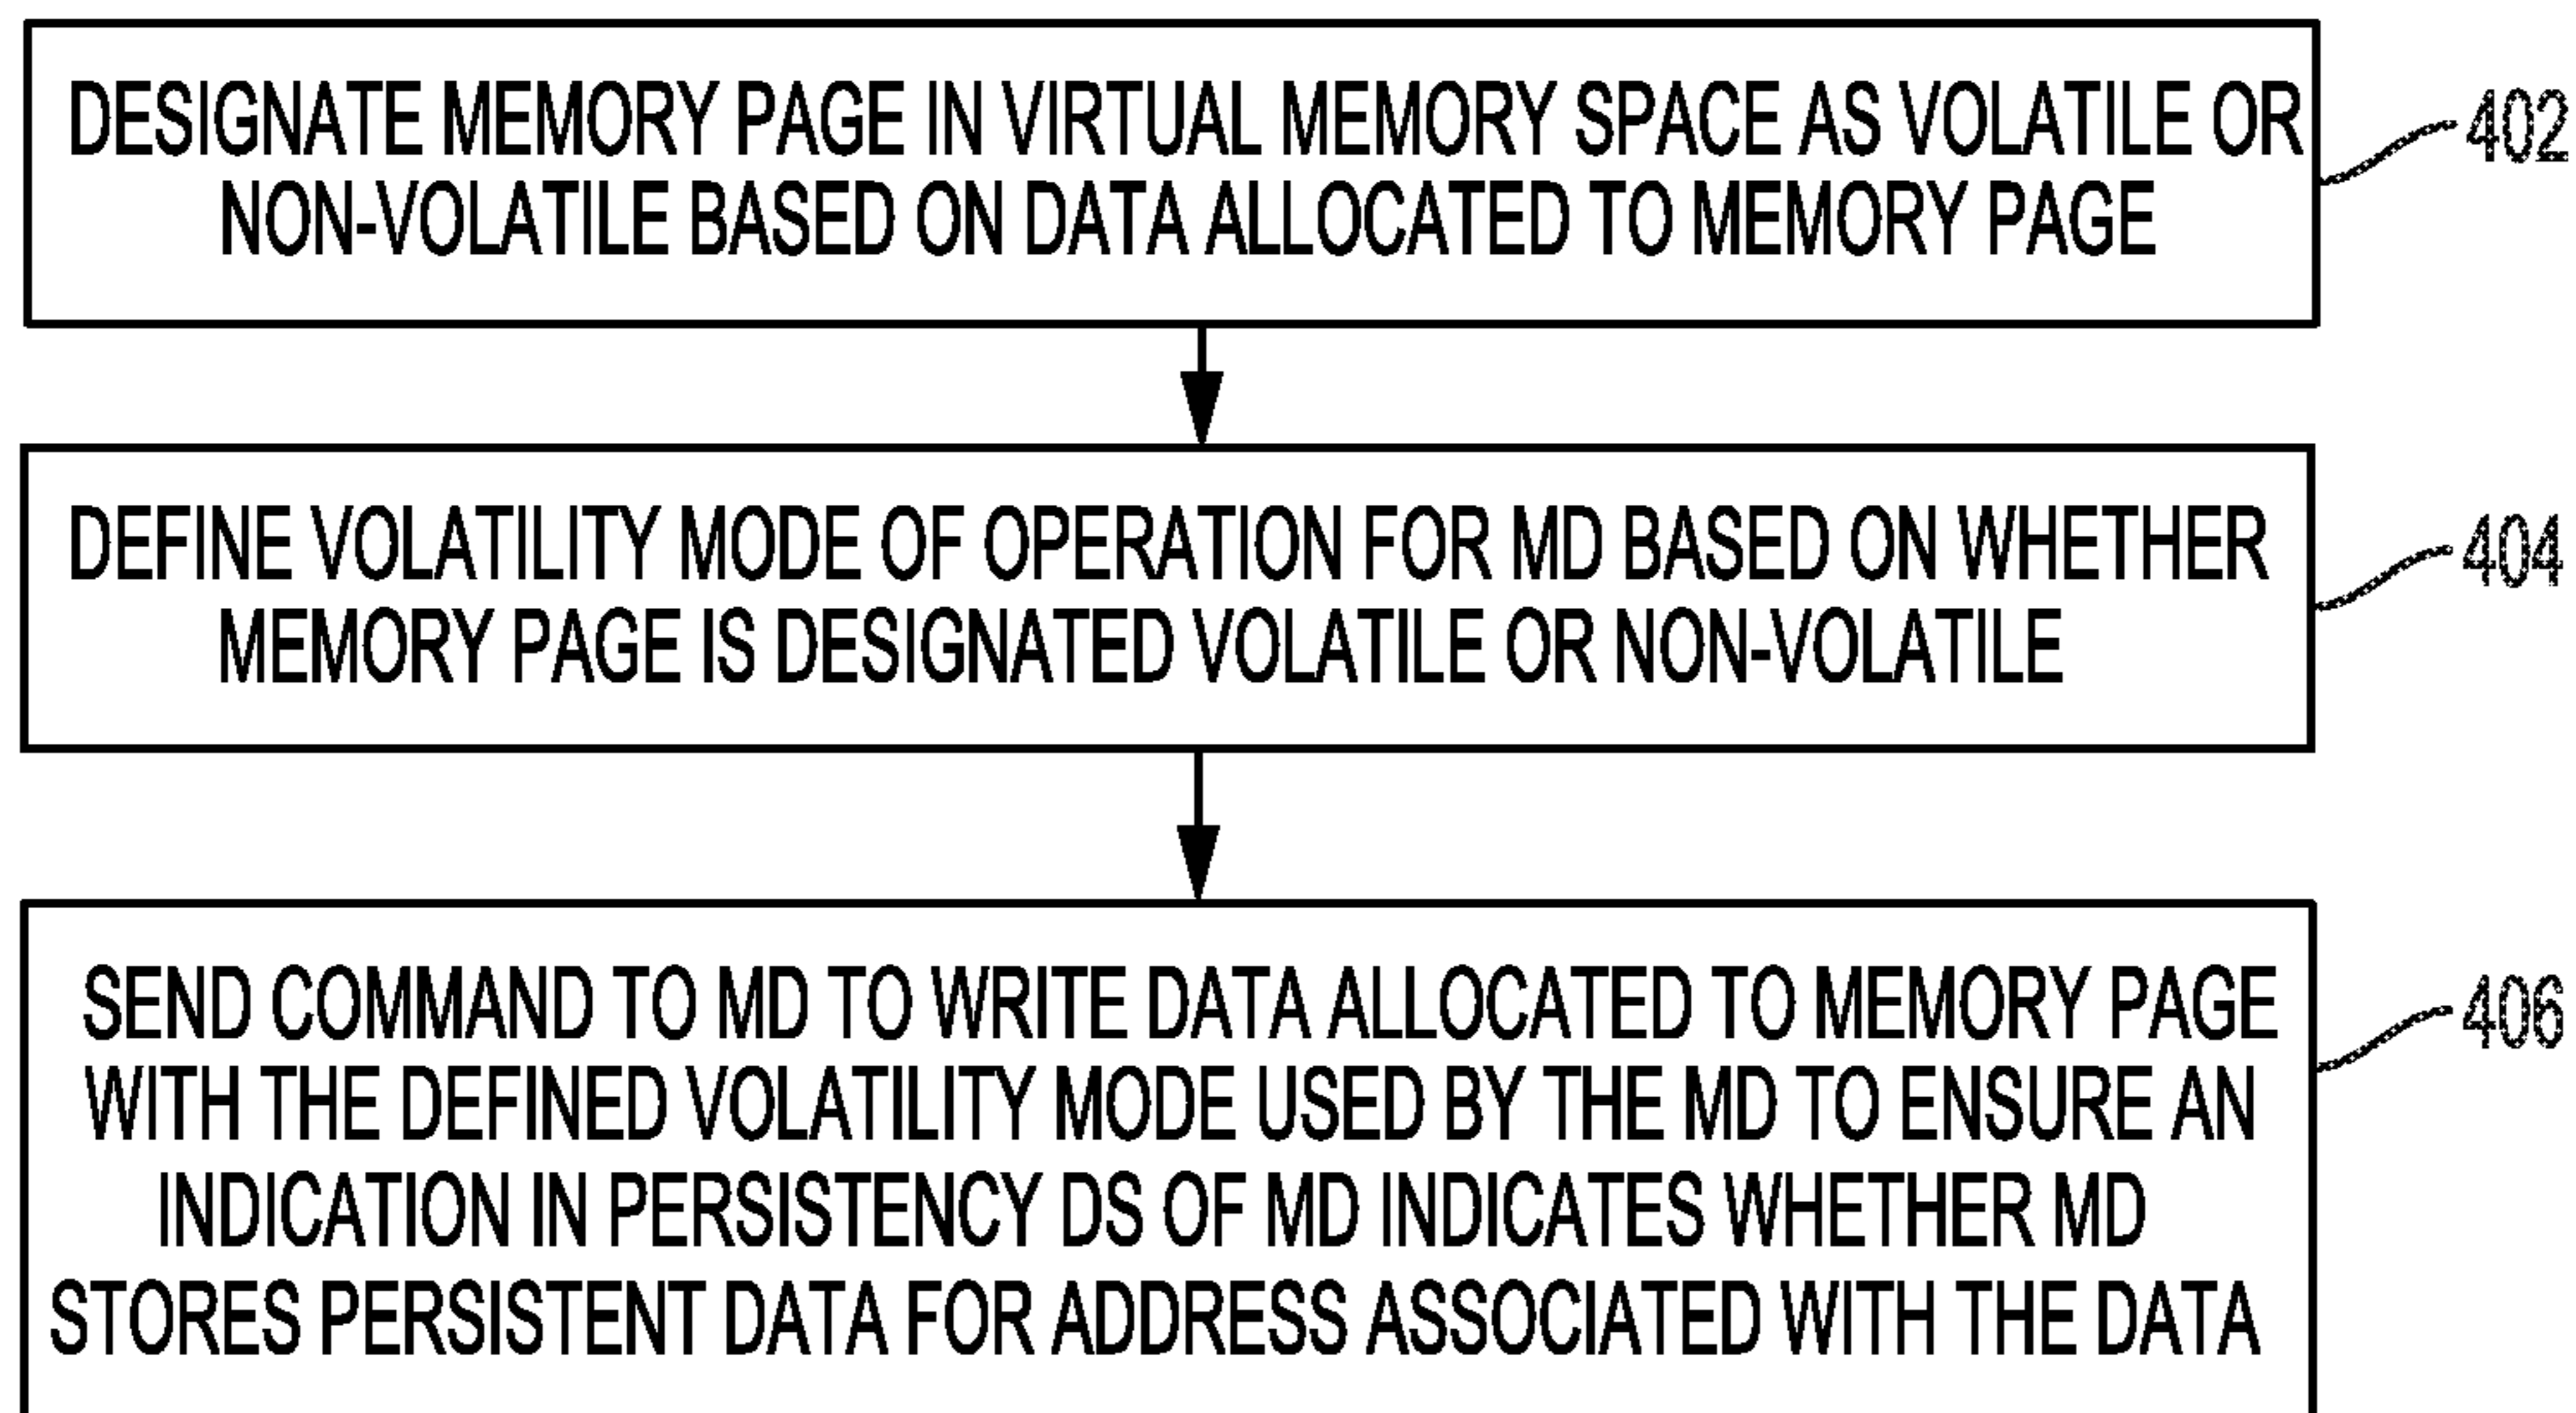 DESIGNATE MEMORY PAGE IN VIRTUAL MEMORY SPACE AS VOLATILE OR
NON-VOLATILE BASED ON DATA ALLOCATED TO MEMORY PAGE
402
DEFINE VOLATILITY MODE OF OPERATION FOR MD BASED ON WHETHER
MEMORY PAGE IS DESIGNATED VOLATILE OR NON-VOLATILE
404
SEND COMMAND TO MD TO WRITE DATA ALLOCATED TO MEMORY PAGE
WITH THE DEFINED VOLATILITY MODE USED BY THE MD TO ENSURE AN
INDICATION IN PERSISTENCY DS OF MD INDICATES WHETHER MD
STORES PERSISTENT DATA FOR ADDRESS ASSOCIATED WITH THE DATA
406